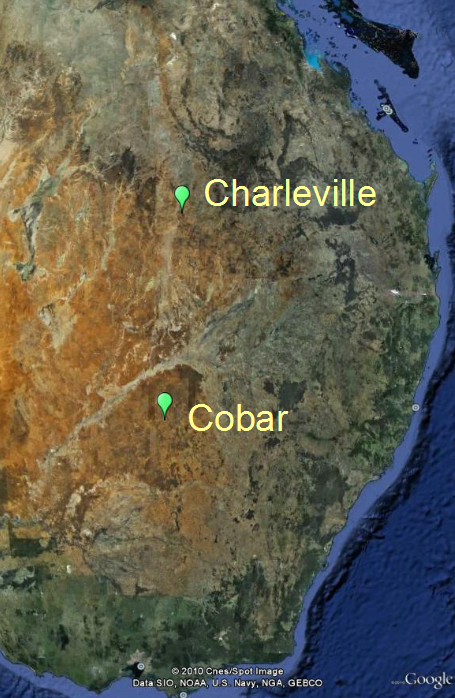 Charleville
Cobar
© 2010 Cnes/Spot Image
Data SIO, NOAA, U.S. Navy, NGA, GEBCO
Google